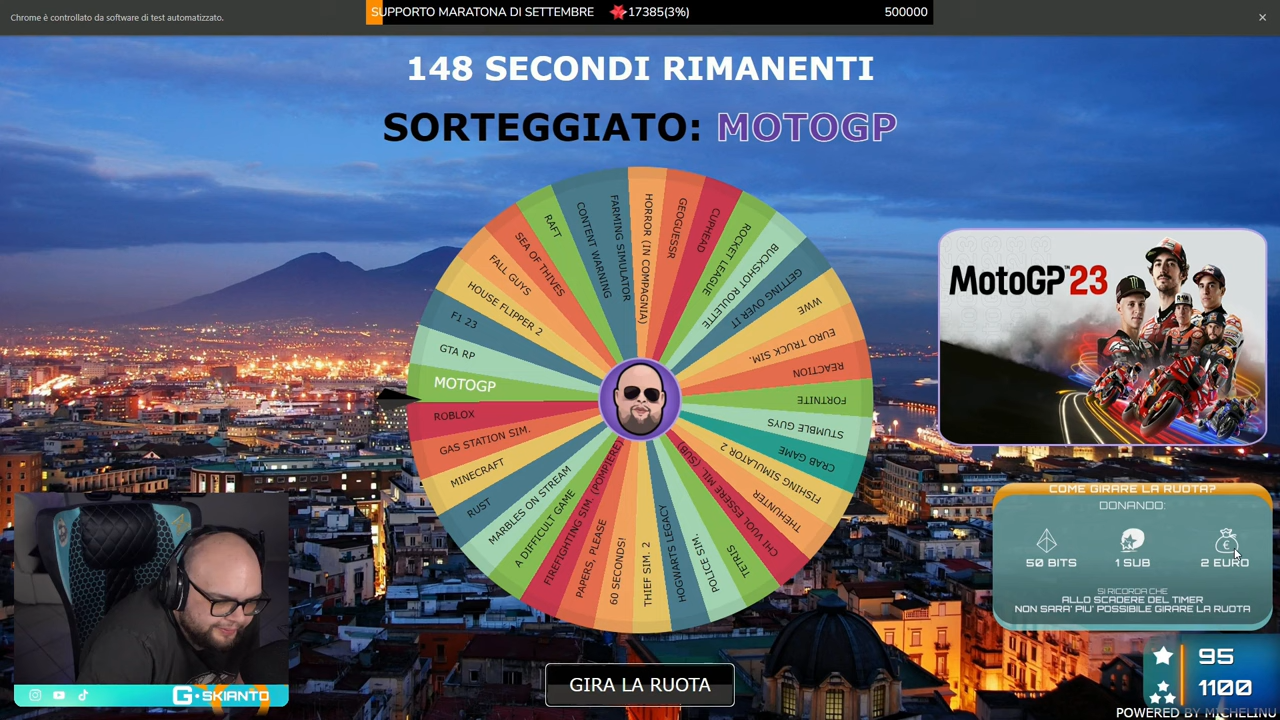 Chrome è controllato da software di test automatizzato.
SUPPORTO MARATONA DI SETTEMBRE 17385(3%) 500000
148 SECONDI RIMANENTI
SORTEGGIATO: MOTOGP
RAFT
CONTENT WARNING
FARMING SIMULATOR
HORROR (IN COMPAGNIA)
GEOGUESSR
CUPHEAD
ROCKET LEAGUE
BUCKSHOT ROULETTE
GETTING OVER IT
WWE
EURO TRUCK SIM.
REACTION
FORTNITE
STUMBLE GUYS
CRAB GAME
FISHING SIMULATOR 2
THEHUNTER
CHI VUOL ESSERE MIL. (SUB)
TETRIS
POLICE SIM.
HOGWARTS LEGACY
THIEF SIM. 2
60 SECONDS!
PAPERS, PLEASE
FIREFIGHTING SIM. (POMPIERE)
A DIFFICULT GAME
MARBLES ON STREAM
RUST
MINECRAFT
GAS STATION SIM.
ROBLOX
MOTOGP
GTA RP
F1 23
HOUSE FLIPPER 2
FALL GUYS
SEA OF THIVES
MotoGP™23
COME GIRARE LA RUOTA?
DONANDO:
50 BITS 1 SUB 2 EURO
SI RICORDA CHE
ALLO SCADERE DEL TIMER
NON SARA' PIU' POSSIBILE GIRARE LA RUOTA
G•SKIANTO
GIRA LA RUOTA
95
1100
POWERED BY MICHELINU